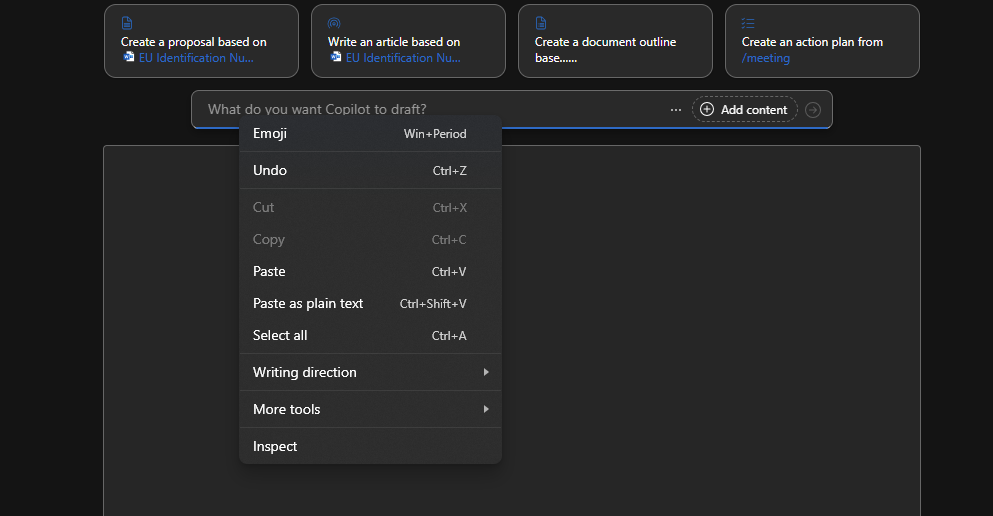 Create a proposal based on
EU Identification Nu...
Write an article based on
EU Identification Nu...
Create a document outline
base......
Create an action plan from
/meeting
What do you want Copilot to draft?
... Add content
Emoji Win+Period
Undo Ctrl+Z
Cut Ctrl+X
Copy Ctrl+C
Paste Ctrl+V
Paste as plain text Ctrl+Shift+V
Select all Ctrl+A
Writing direction
More tools
Inspect